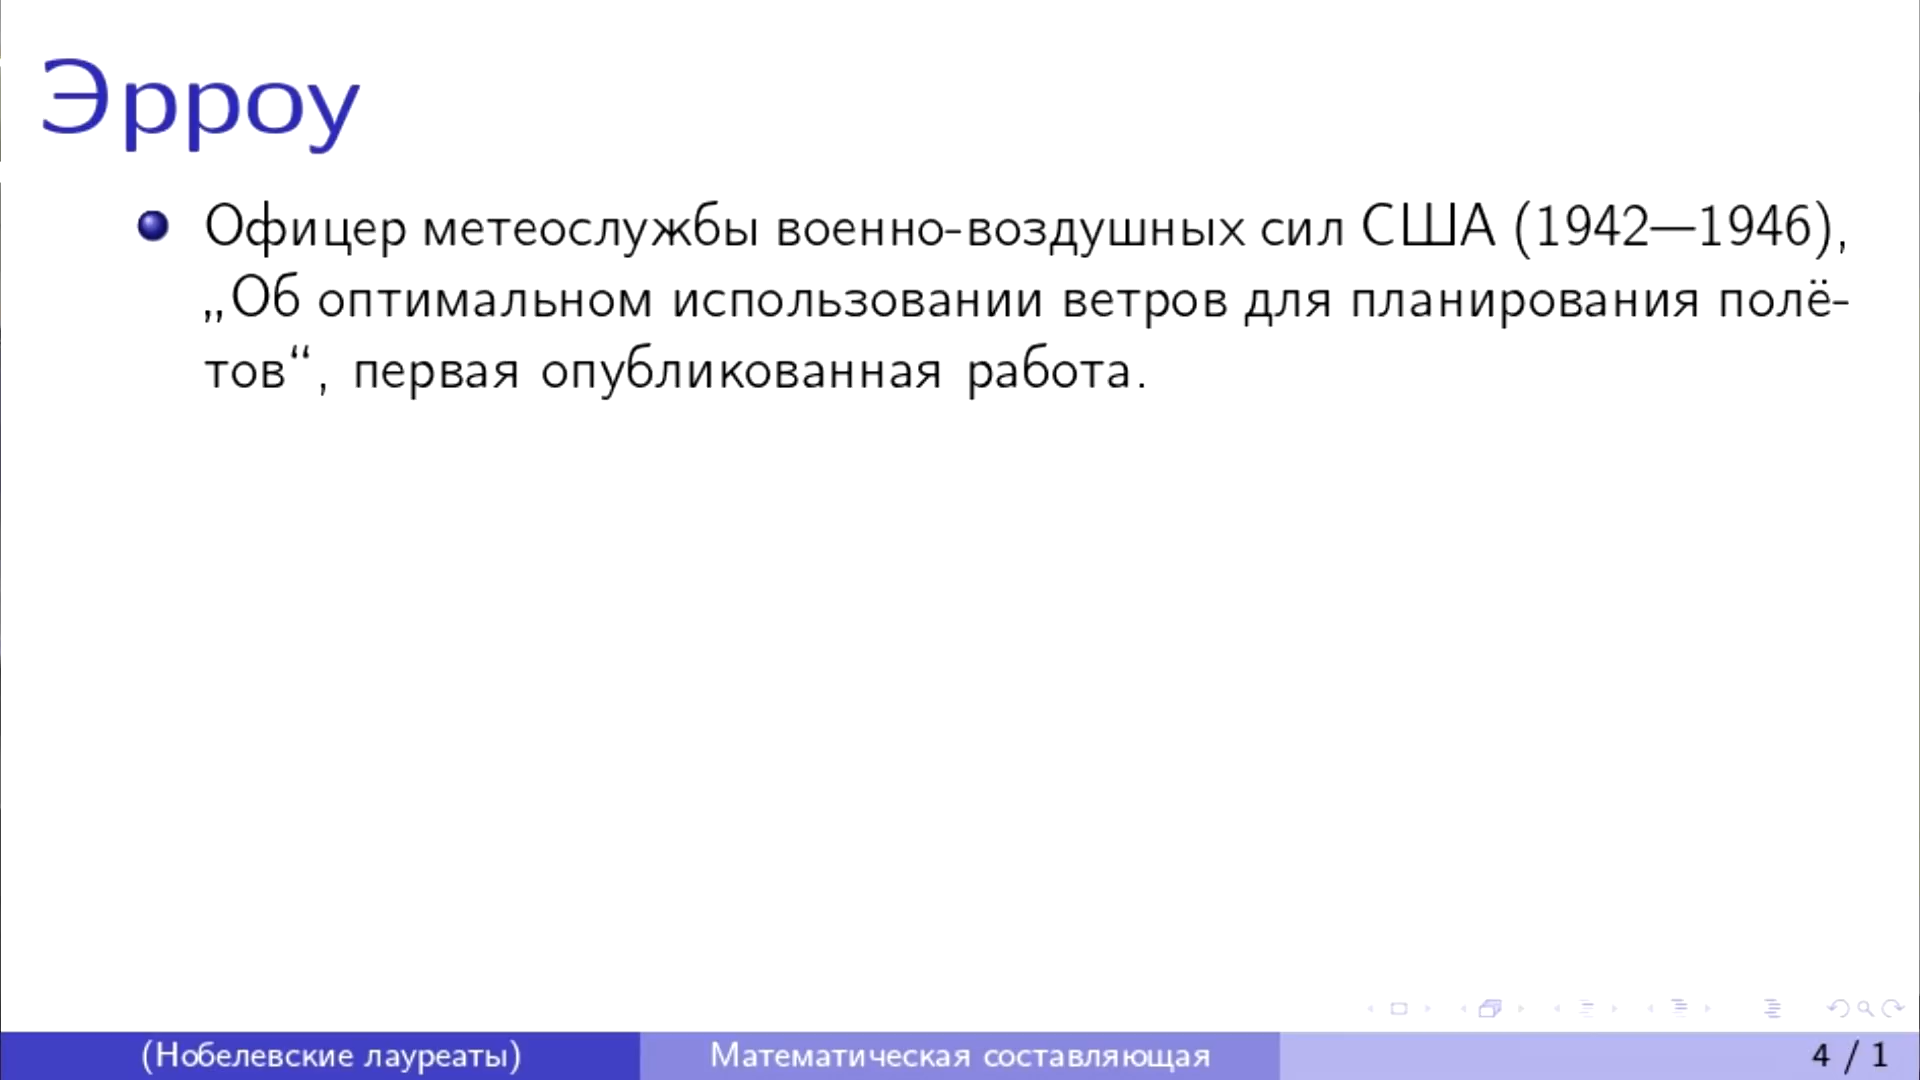 Эрроу
Офицер метеослужбы военно-воздушных сил США (1942—1946),
„Об оптимальном использовании ветров для планирования полё-
тов“, первая опубликованная работа.
(Нобелевские лауреаты)
Математическая составляющая
4 / 1